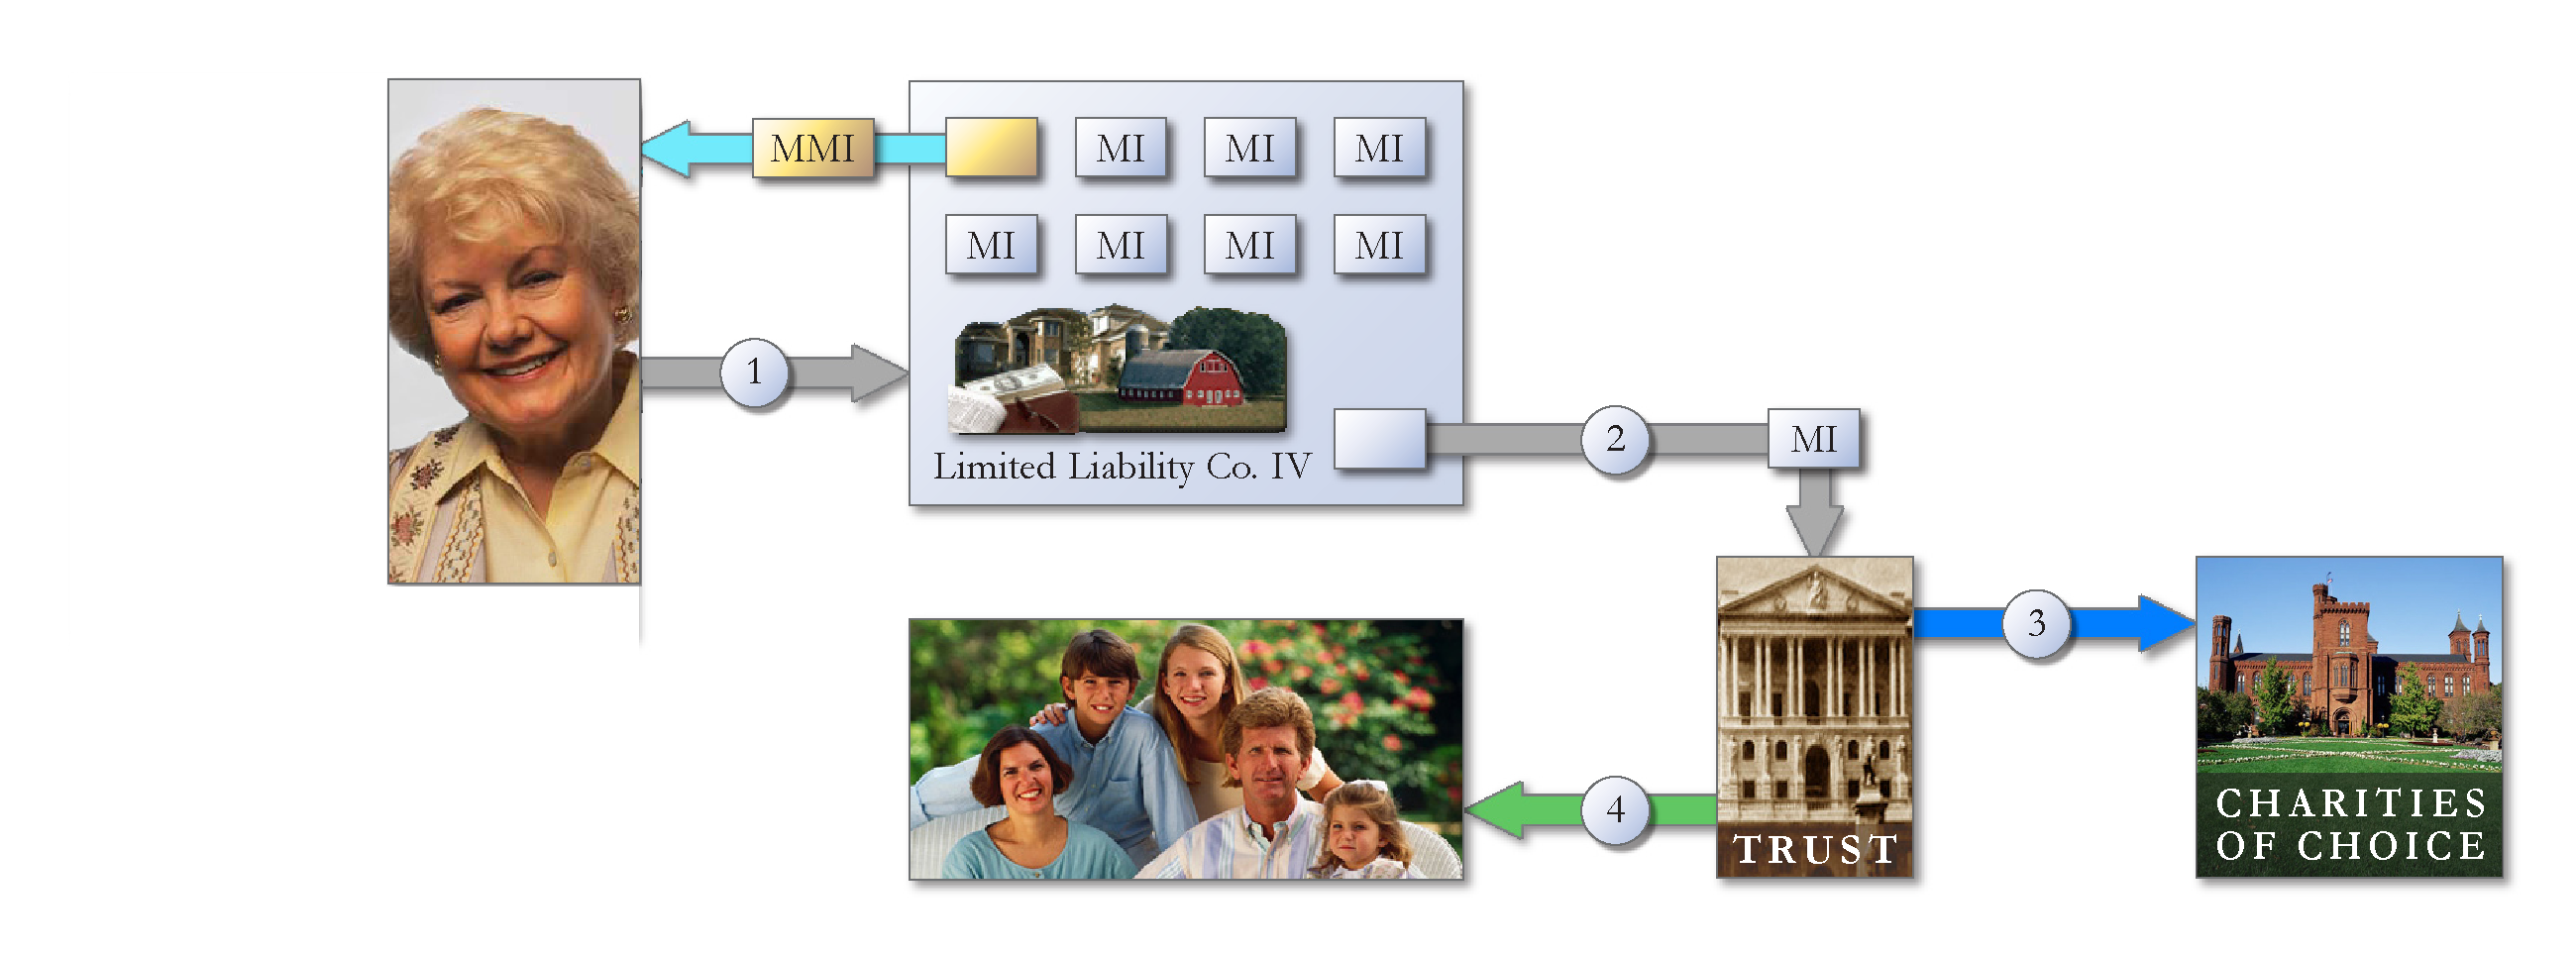 MMI
MI
MI
MI
MI
MI
MI
MI
1
Limited Liability Co. IV
2
MI
3
4
TRUST
CHARITIES
OF CHOICE